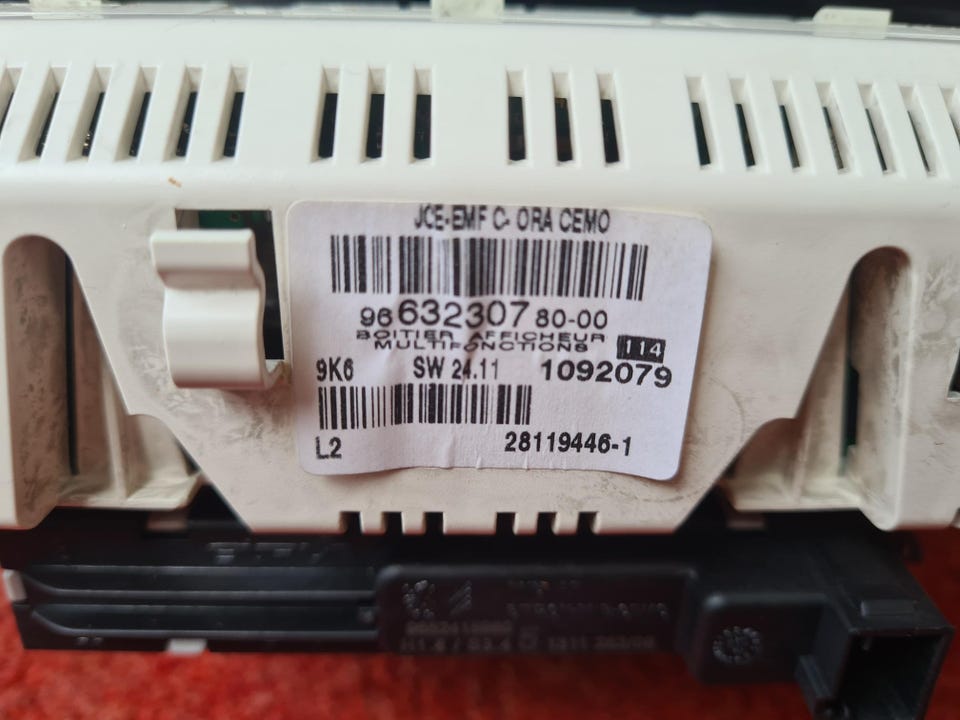 JCE-EMF C- ORA CEMO
96 632307 80-00
BOITIER AFFICHEUR
MULTIFONCTIONS 114
9K6 SW 24.11 1092079
L2 28119446-1